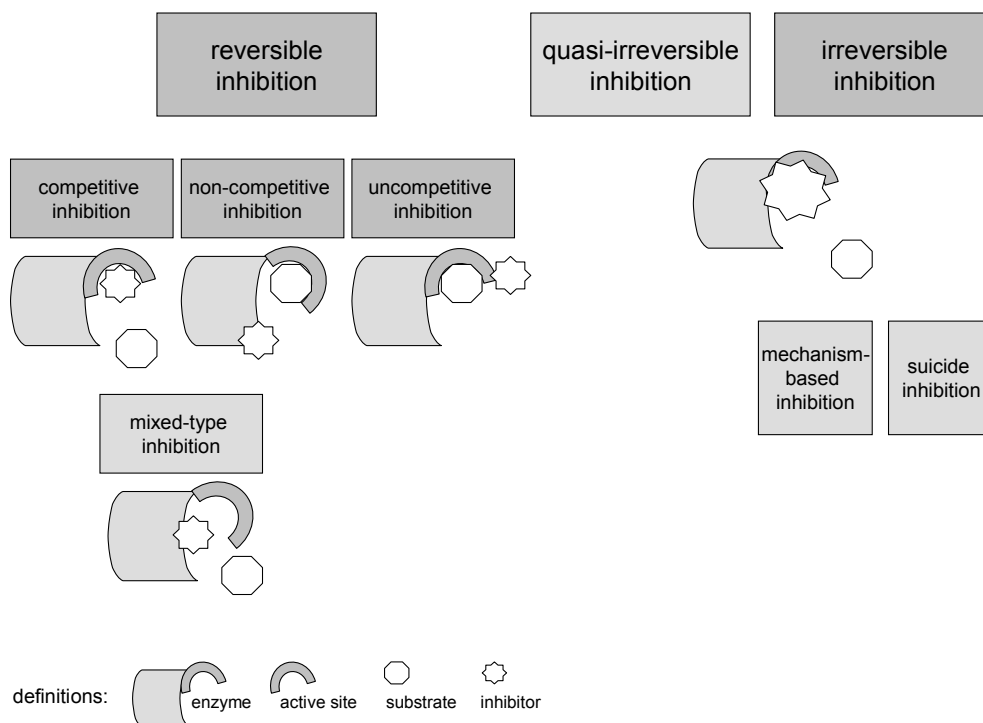 reversible
inhibition
quasi-irreversible
inhibition
irreversible
inhibition
competitive
inhibition
non-competitive
inhibition
uncompetitive
inhibition
mechanism-
based
inhibition
suicide
inhibition
mixed-type
inhibition
definitions:
enzyme
active site
substrate
inhibitor